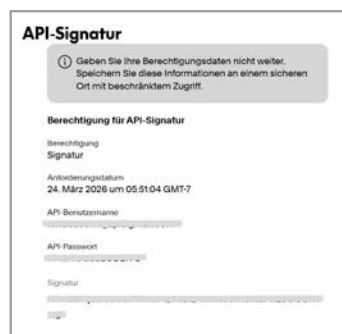 API-Signatur
Geben Sie Ihre Berechtigungsdaten nicht weiter.
Speichern Sie diese Informationen an einem sicheren
Ort mit beschränktem Zugriff.
Berechtigung für API-Signatur
Berechtigung
Signatur
Anforderungsdatum
24. März 2026 um 05:51:04 GMT-7
API-Benutzername
API-Passwort
Signatur